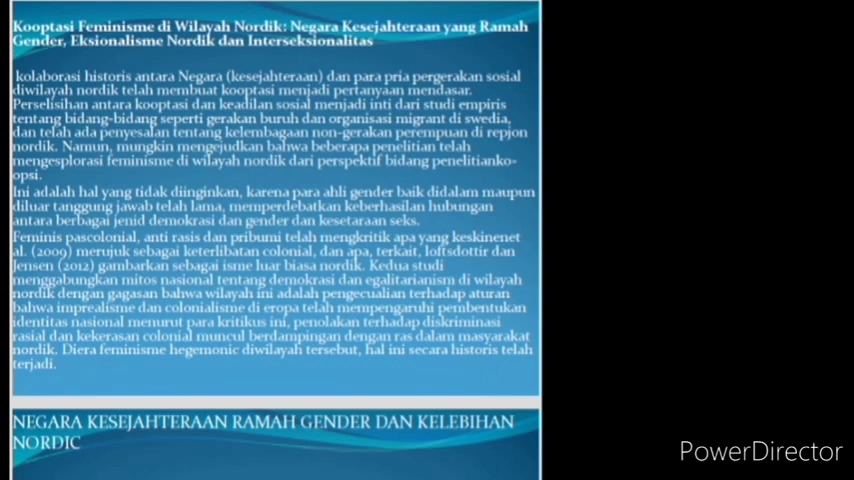 Kooptasi Feminisme di Wilayah Nordik: Negara Kesejahteraan yang Ramah
Gender, Eksionalisme Nordik dan Interseksionalitas
kolaborasi historis antara Negara (kesejahteraan) dan para pria pergerakan sosial
diwilayah nordik telah membuat kooptasi menjadi pertanyaan mendasar.
Perselisihan antara kooptasi dan keadilan sosial menjadi inti dari studi empiris
tentang bidang-bidang seperti gerakan buruh dan organisasi migrant di swedia,
dan telah ada penyesalan tentang kelembagaan non-gerakan perempuan di repjon
nordik. Namun, mungkin mengejudkan bahwa beberapa penelitian telah
mengesplorasi feminisme di wilayah nordik dari perspektif bidang penelitianko-
opsi.
Ini adalah hal yang tidak diinginkan, karena para ahli gender baik didalam maupun
diluar tanggung jawab telah lama, memperdebatkan keberhasilan hubungan
antara berbagai jenid demokrasi dan gender dan kesetaraan seks.
Feminis pascolonial, anti rasis dan pribumi telah mengkritik apa yang keskinenet
al. (2009) merujuk sebagai keterlibatan colonial, dan apa, terkait, loftsdottir dan
Jensen (2012) gambarkan sebagai isme luar biasa nordik. Kedua studi
menggabungkan mitos nasional tentang demokrasi dan egalitarianism di wilayah
nordik dengan gagasan bahwa wilayah ini adalah pengecualian terhadap aturan
bahwa imprealisme dan colonialisme di eropa telah mempengaruhi pembentukan
identitas nasional menurut para kritikus ini, penolakan terhadap diskriminasi
rasial dan kekerasan colonial muncul berdampingan dengan ras dalam masyarakat
nordik. Diera feminisme hegemonic diwilayah tersebut, hal ini secara historis telah
terjadi.
NEGARA KESEJAHTERAAN RAMAH GENDER DAN KELEBIHAN
NORDIC
PowerDirector